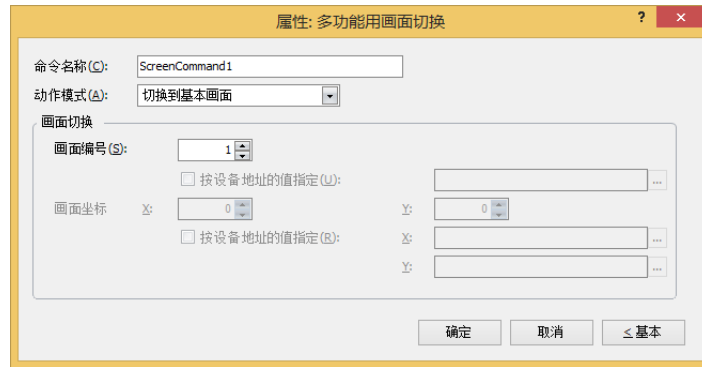 属性: 多功能用画面切换 ? ×
命令名称(C): ScreenCommand1
动作模式(A): 切换到基本画面
画面切换
画面编号(S): 1
按设备地址的值指定(U): ...
画面坐标 X: 0 Y: 0
按设备地址的值指定(R): X: ...
Y: ...
确定 取消 ≤基本